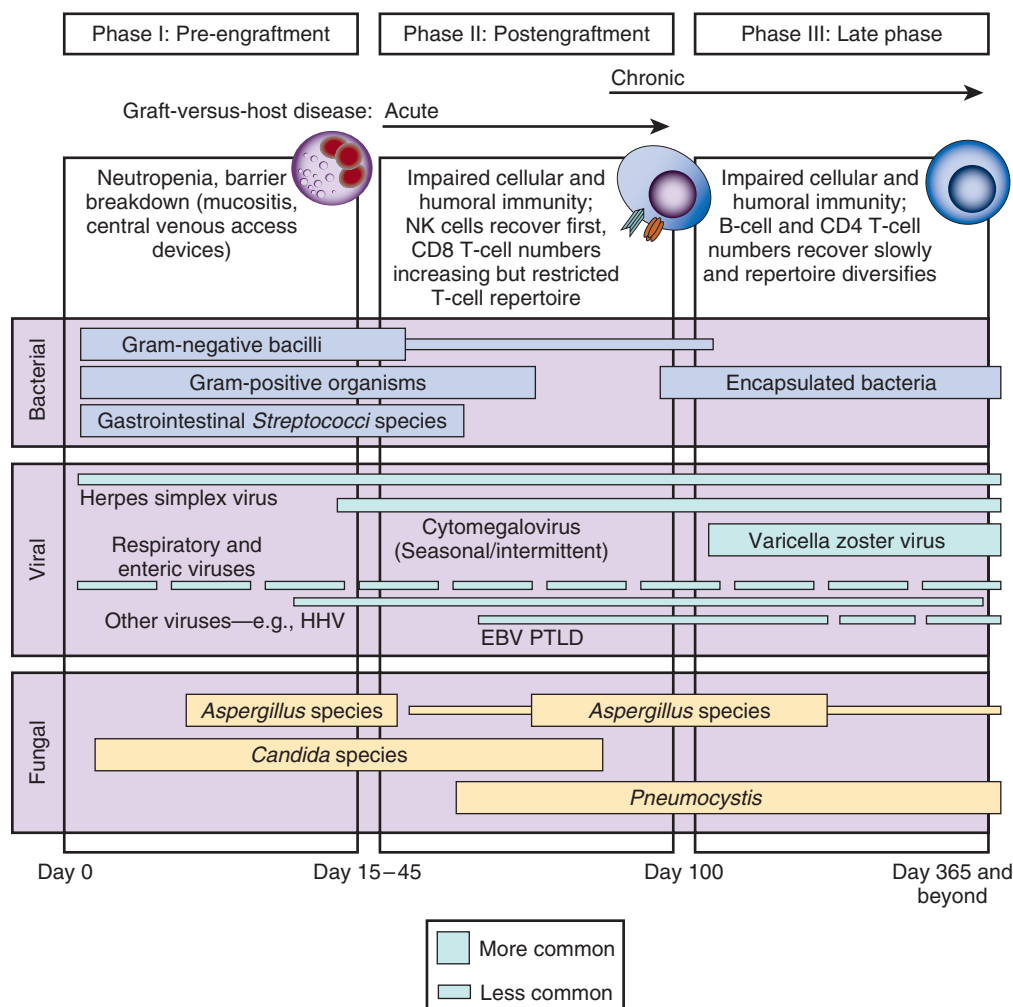 Phase I: Pre-engraftment
Phase II: Postengraftment
Phase III: Late phase
Chronic
Graft-versus-host disease: Acute
Neutropenia, barrier
breakdown (mucositis,
central venous access
devices)
Impaired cellular and
humoral immunity;
NK cells recover first,
CD8 T-cell numbers
increasing but restricted
T-cell repertoire
Impaired cellular and
humoral immunity;
B-cell and CD4 T-cell
numbers recover slowly
and repertoire diversifies
Bacterial
Gram-negative bacilli
Gram-positive organisms
Encapsulated bacteria
Gastrointestinal Streptococci species
Viral
Herpes simplex virus
Cytomegalovirus
(Seasonal/intermittent)
Varicella zoster virus
Respiratory and
enteric viruses
Other viruses—e.g., HHV
EBV PTLD
Fungal
Aspergillus species
Aspergillus species
Candida species
Pneumocystis
Day 0
Day 15–45
Day 100
Day 365 and
beyond
More common
Less common